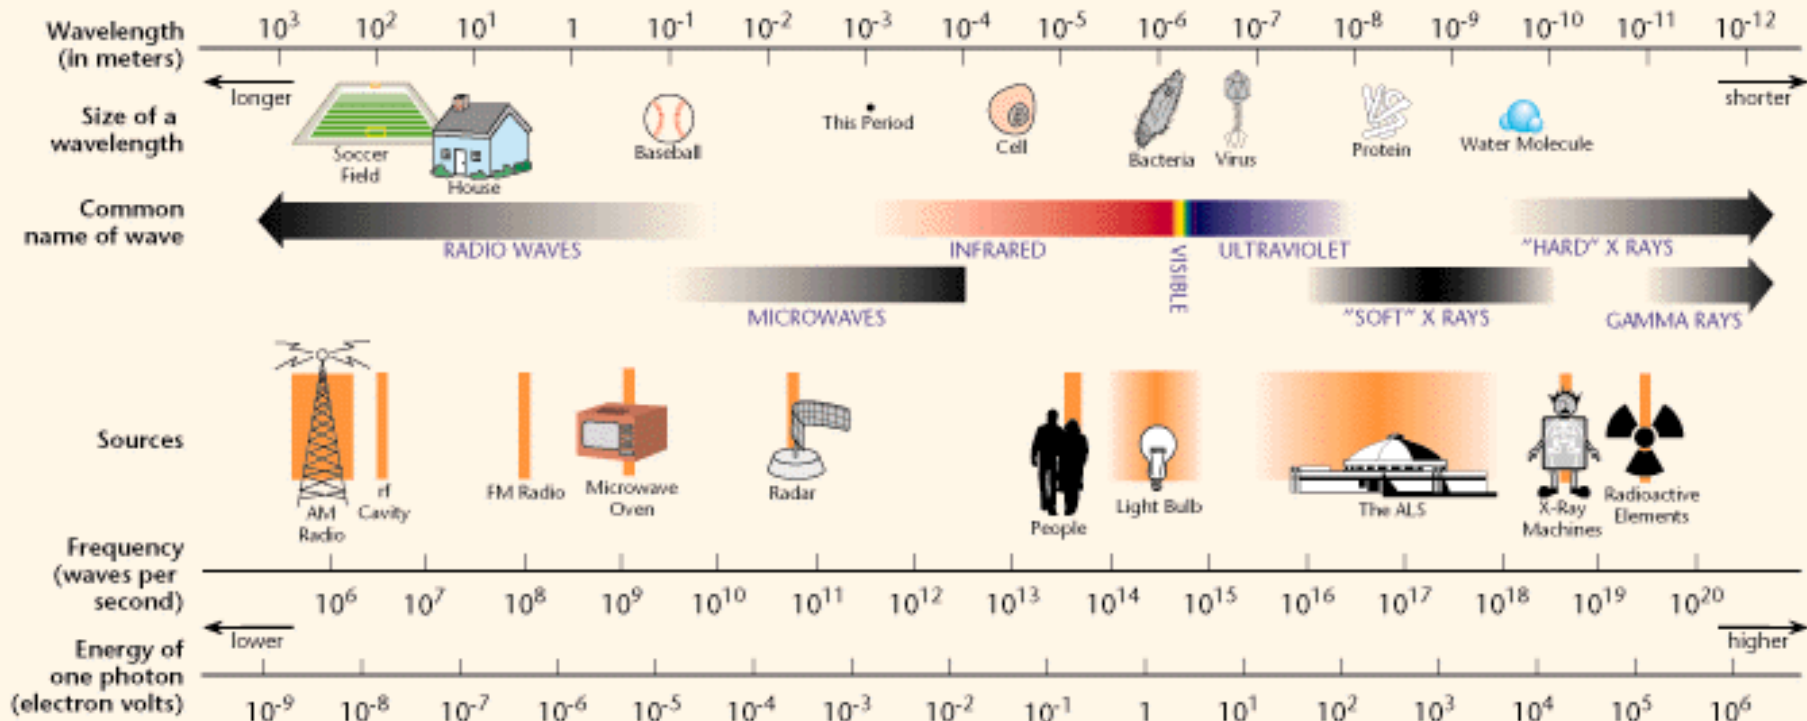 Wavelength
(in meters)
10³ 10² 10¹ 1 10⁻¹ 10⁻² 10⁻³ 10⁻⁴ 10⁻⁵ 10⁻⁶ 10⁻⁷ 10⁻⁸ 10⁻⁹ 10⁻¹⁰ 10⁻¹¹ 10⁻¹²
longer
shorter
Size of a
wavelength
Soccer
Field
House
Baseball
This Period
Cell
Bacteria
Virus
Protein
Water Molecule
Common
name of wave
RADIO WAVES
INFRARED
VISIBLE
ULTRAVIOLET
"HARD" X RAYS
MICROWAVES
"SOFT" X RAYS
GAMMA RAYS
Sources
AM
Radio
rf
Cavity
FM Radio
Microwave
Oven
Radar
People
Light Bulb
The ALS
X-Ray
Machines
Radioactive
Elements
Frequency
(waves per
second)
10⁶ 10⁷ 10⁸ 10⁹ 10¹⁰ 10¹¹ 10¹² 10¹³ 10¹⁴ 10¹⁵ 10¹⁶ 10¹⁷ 10¹⁸ 10¹⁹ 10²⁰
lower
higher
Energy of
one photon
(electron volts)
10⁻⁹ 10⁻⁸ 10⁻⁷ 10⁻⁶ 10⁻⁵ 10⁻⁴ 10⁻³ 10⁻² 10⁻¹ 1 10¹ 10² 10³ 10⁴ 10⁵ 10⁶